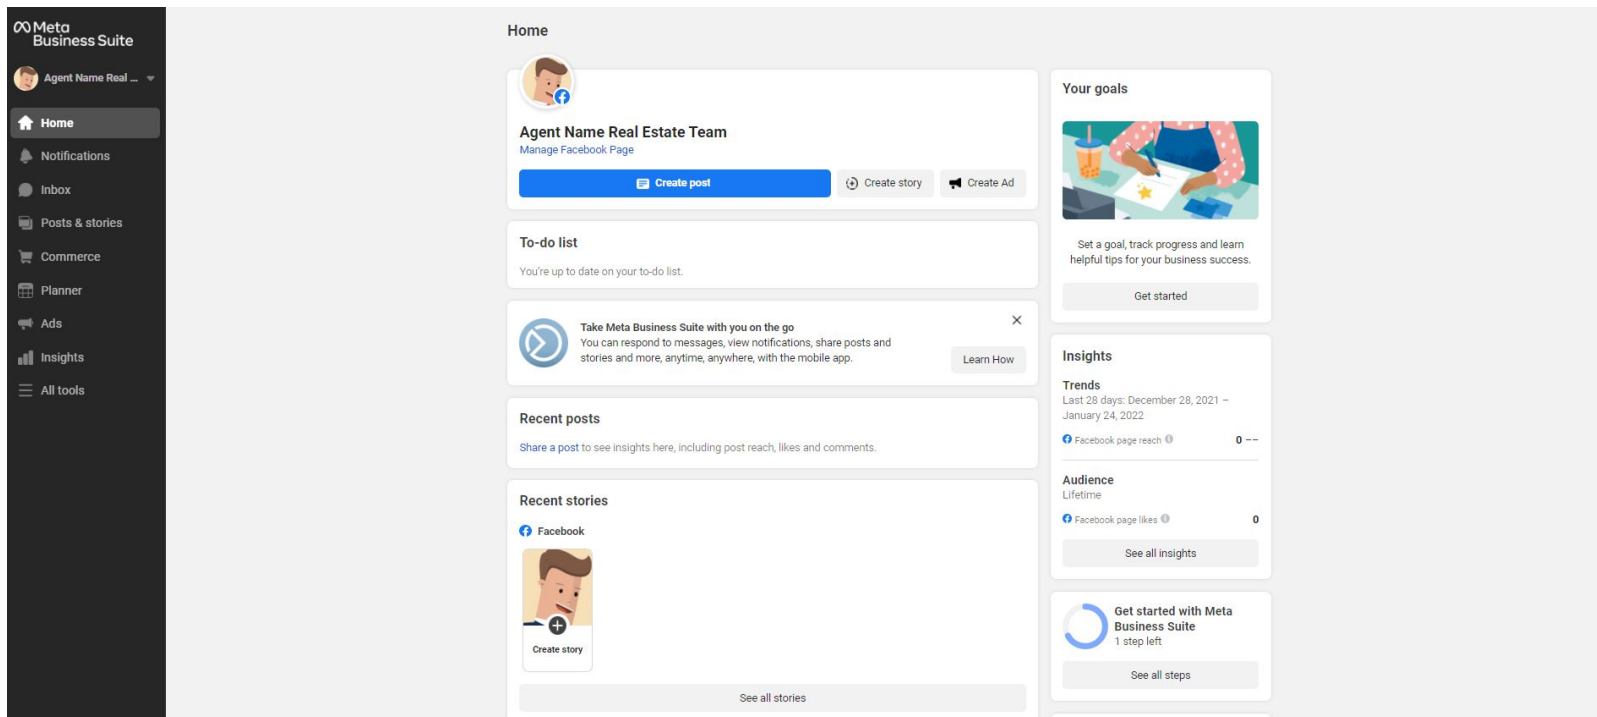 Meta
Business Suite
Agent Name Real ...
Home
Notifications
Inbox
Posts & stories
Commerce
Planner
Ads
Insights
All tools
Home
Agent Name Real Estate Team
Manage Facebook Page
Create post
Create story
Create Ad
To-do list
You're up to date on your to-do list.
Take Meta Business Suite with you on the go
You can respond to messages, view notifications, share posts and
stories and more, anytime, anywhere, with the mobile app.
Learn How
Recent posts
Share a post to see insights here, including post reach, likes and comments.
Recent stories
Facebook
Create story
See all stories
Your goals
Set a goal, track progress and learn
helpful tips for your business success.
Get started
Insights
Trends
Last 28 days: December 28, 2021 –
January 24, 2022
Facebook page reach 0 --
Audience
Lifetime
Facebook page likes 0
See all insights
Get started with Meta
Business Suite
1 step left
See all steps